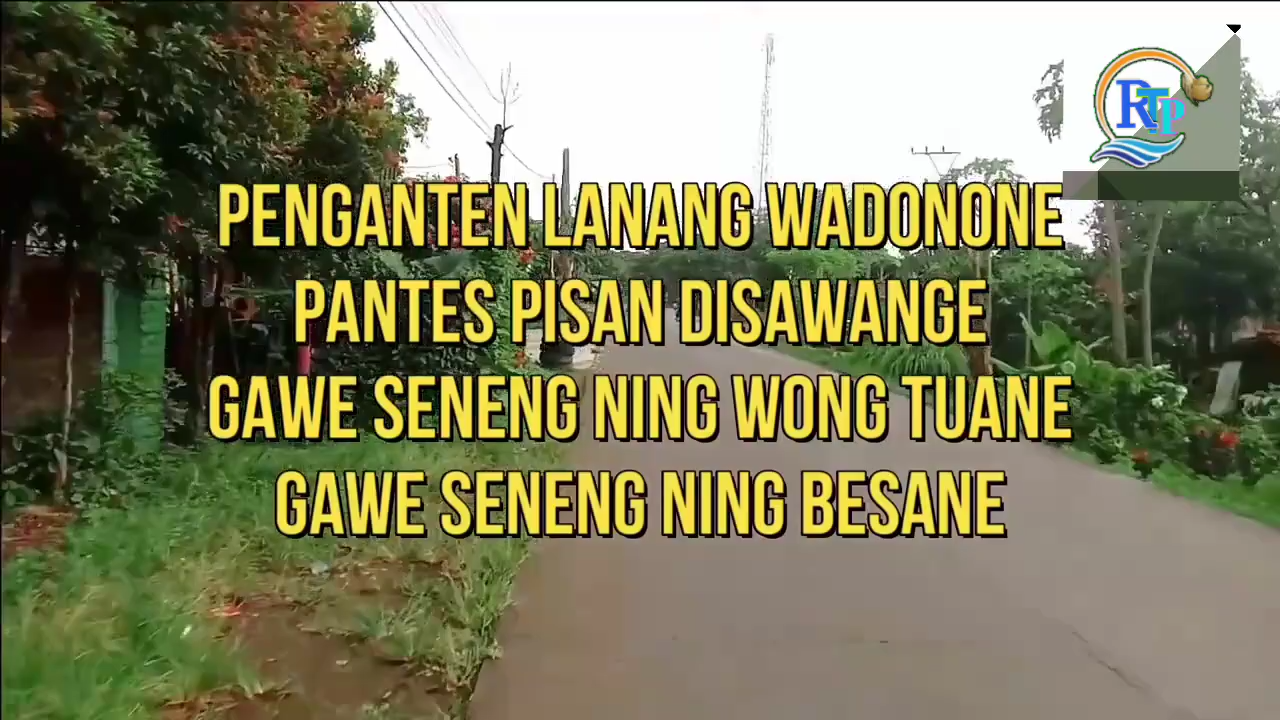 RTP
PENGANTEN LANANG WADONONE
PANTES PISAN DISAWANGE
GAWE SENENG NING WONG TUANE
GAWE SENENG NING BESANE